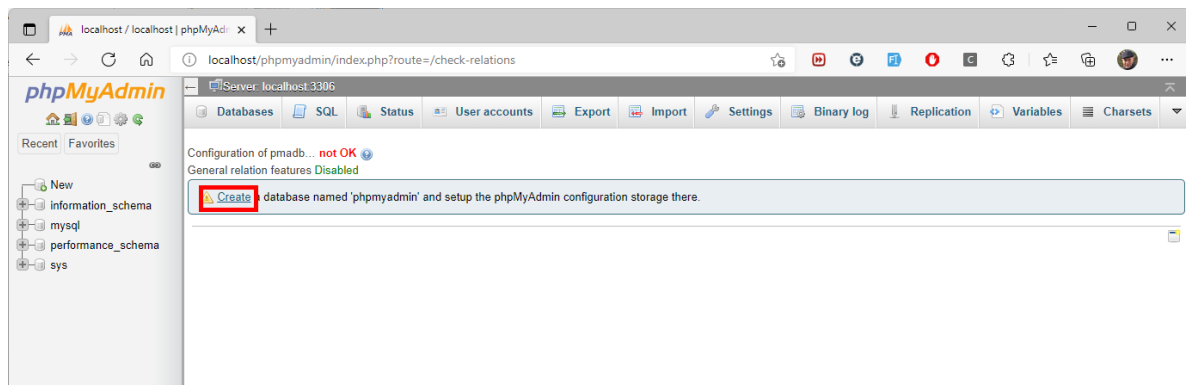 localhost / localhost | phpMyAdr
localhost/phpmyadmin/index.php?route=/check-relations
phpMyAdmin
Recent Favorites
New
information_schema
mysql
performance_schema
sys
Server: localhost:3306
Databases SQL Status User accounts Export Import Settings Binary log Replication Variables Charsets
Configuration of pmadb... not OK
General relation features Disabled
Create database named 'phpmyadmin' and setup the phpMyAdmin configuration storage there.